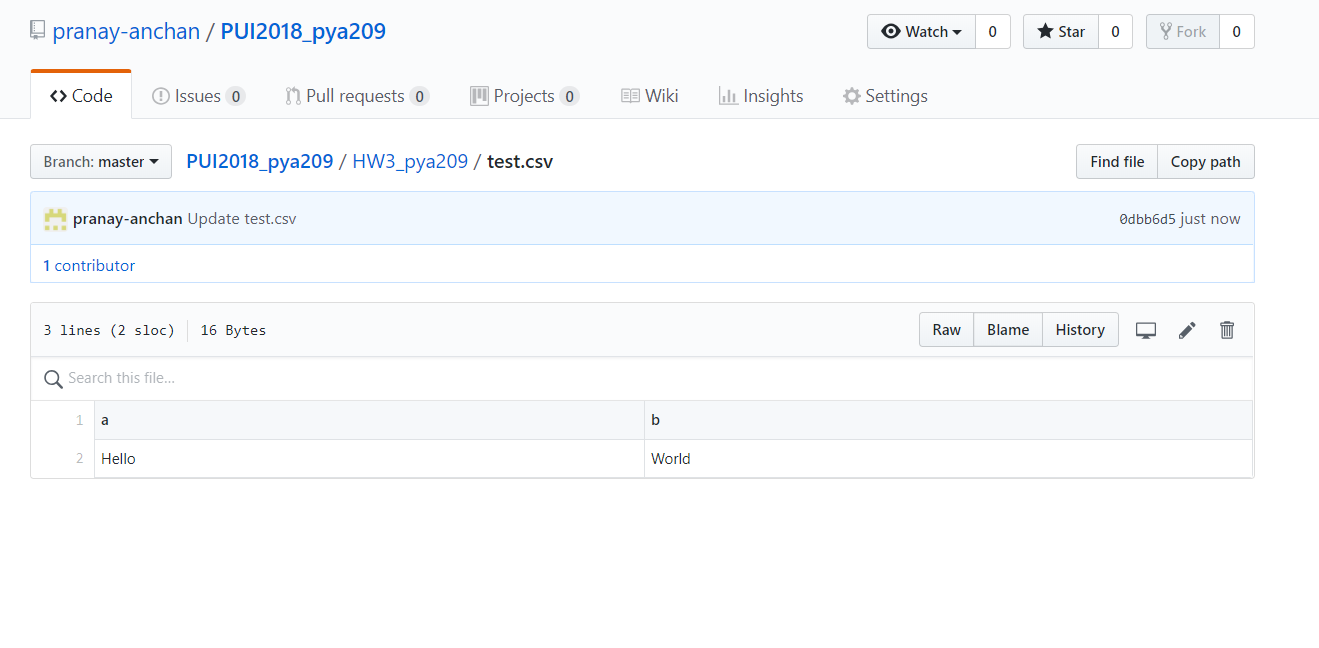 pranay-anchan / PUI2018_pya209
Watch 0 Star 0 Fork 0
Code Issues 0 Pull requests 0 Projects 0 Wiki Insights Settings
Branch: master PUI2018_pya209 / HW3_pya209 / test.csv Find file Copy path
pranay-anchan Update test.csv 0dbb6d5 just now
1 contributor
3 lines (2 sloc) 16 Bytes Raw Blame History
Search this file...
1 a b
2 Hello World